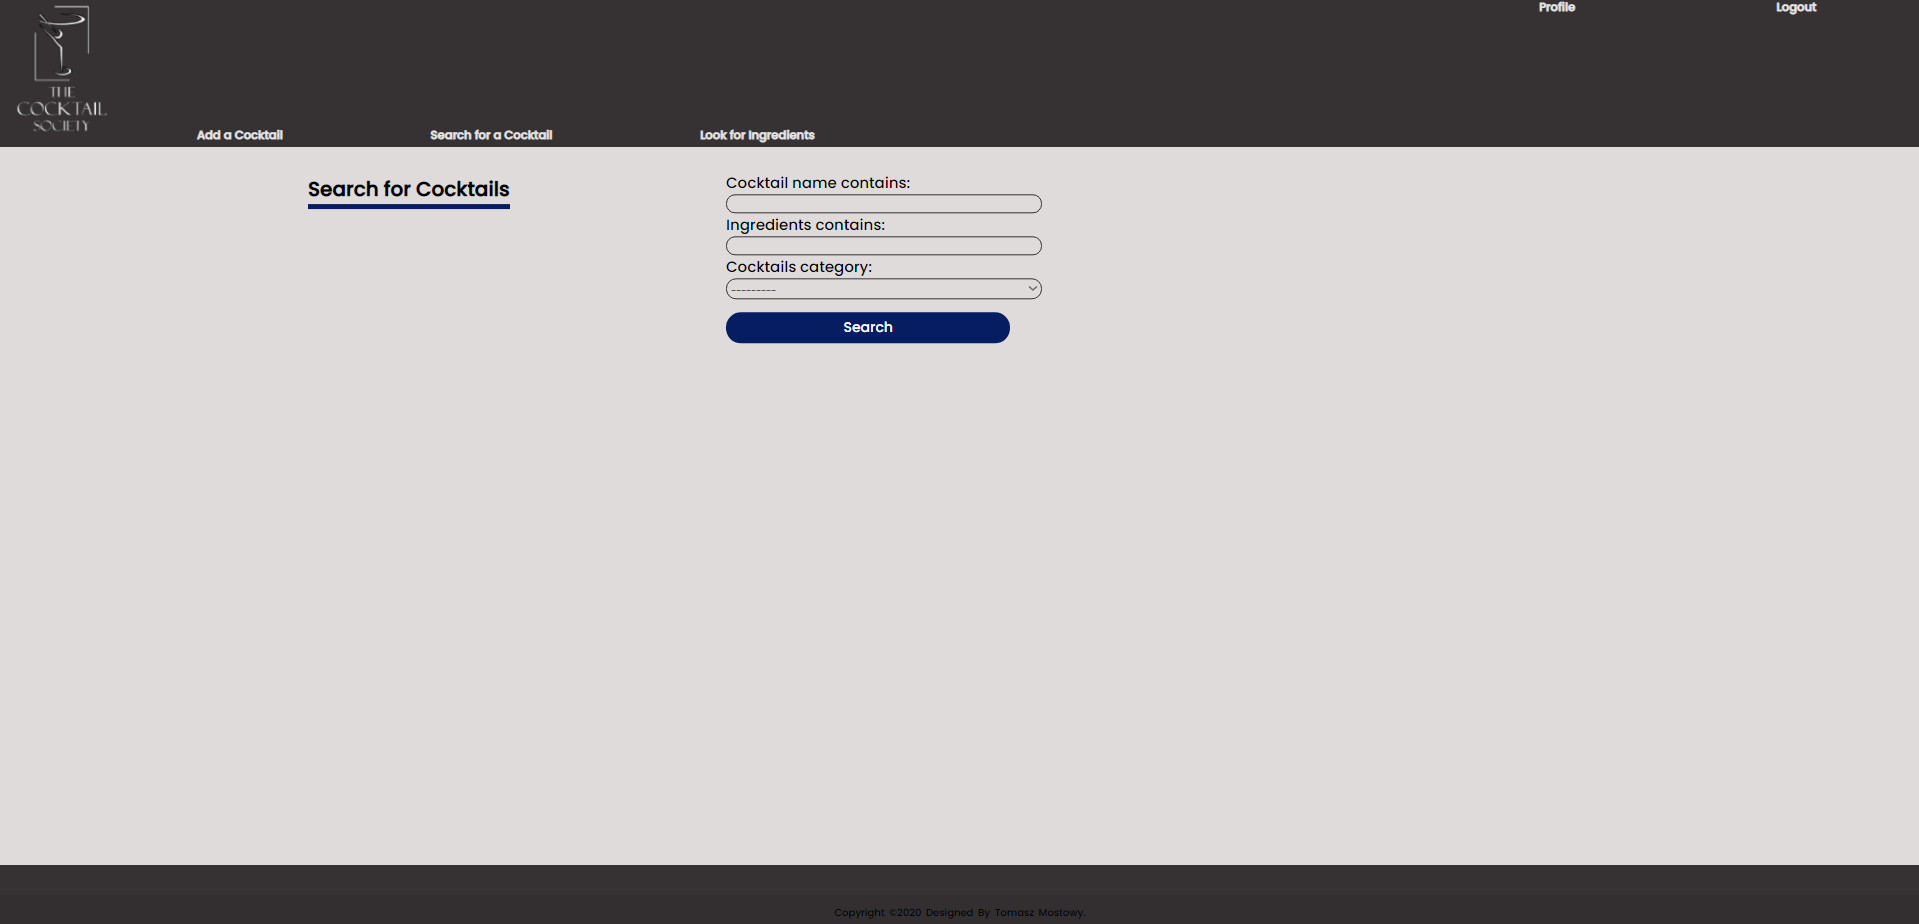 Profile
Logout
THE
COCKTAIL
SOCIETY
Add a Cocktail
Search for a Cocktail
Look for Ingredients
Search for Cocktails
Cocktail name contains:
Ingredients contains:
Cocktails category:
---------
Search
Copyright ©2020 Designed By Tomasz Mostowy.